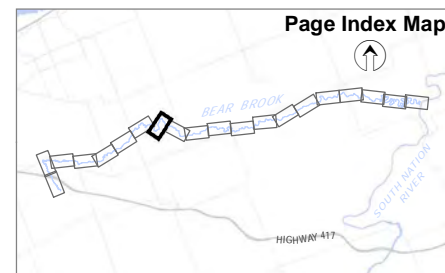 Page Index Map
BEAR BROOK
SOUTH NATION
RIVER
HIGHWAY 417